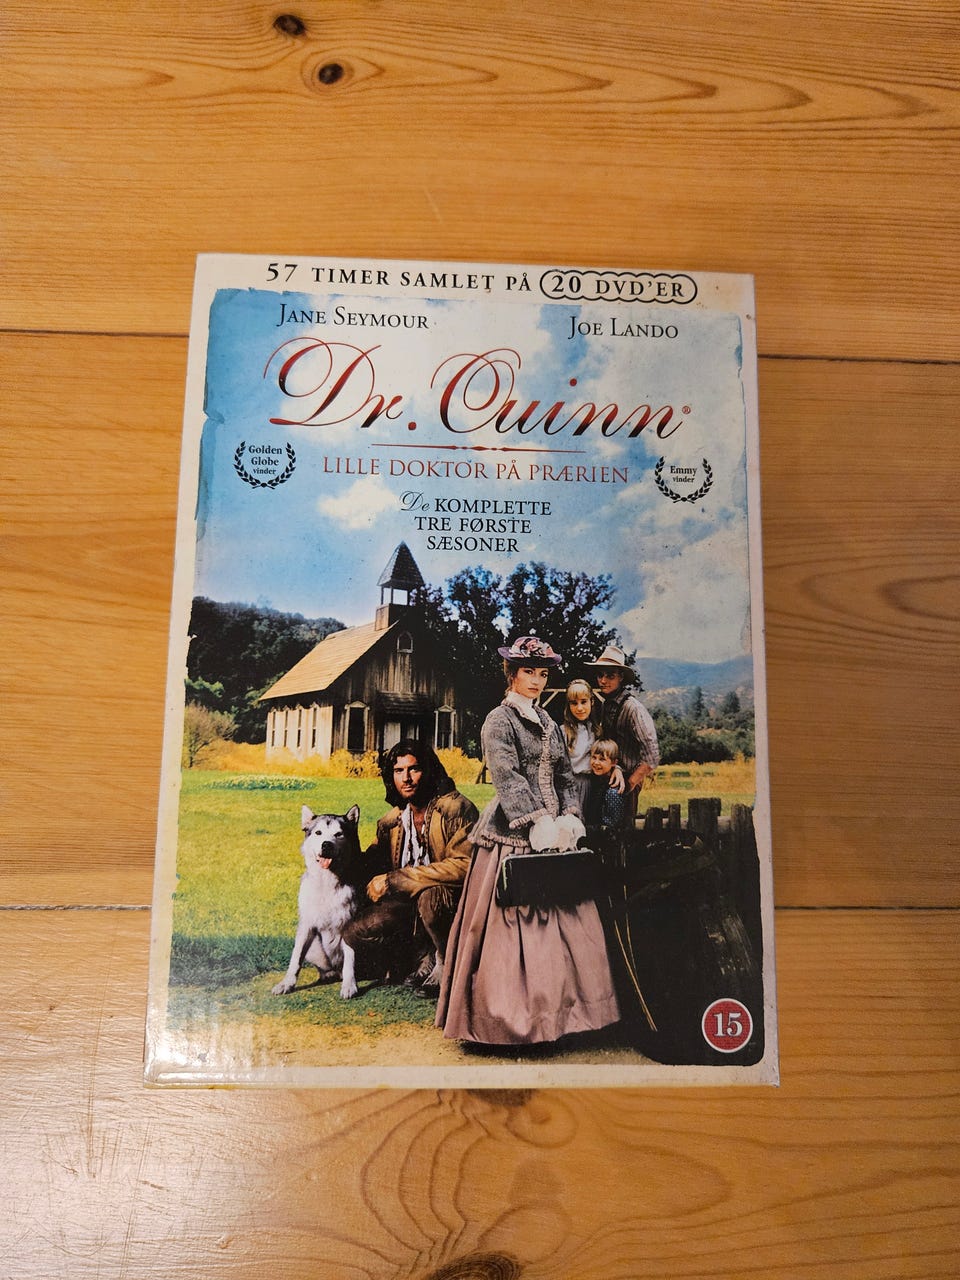 57 TIMER SAMLET PÅ 20 DVD'ER
JANE SEYMOUR JOE LANDO
Dr. Quinn®
LILLE DOKTOR PÅ PRÆRIEN
Golden
Globe
vinder
Emmy
vinder
De KOMPLETTE
TRE FØRSTE
SÆSONER
15